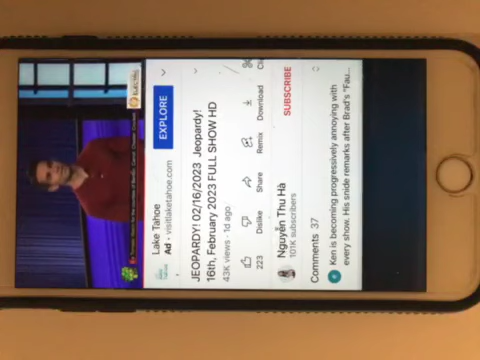 ELECTRIC
Lake Tahoe
Ad · visitlaketahoe.com
EXPLORE
JEOPARDY! 02/16/2023 Jeopardy!
16th, February 2023 FULL SHOW HD
43K views · 1d ago
223
Dislike
Share
Remix
Download
Cli
Nguyễn Thu Hà
101K subscribers
SUBSCRIBE
Comments 37
Ken is becoming progressively annoying with
every show. His snide remarks after Brad's "Fau...